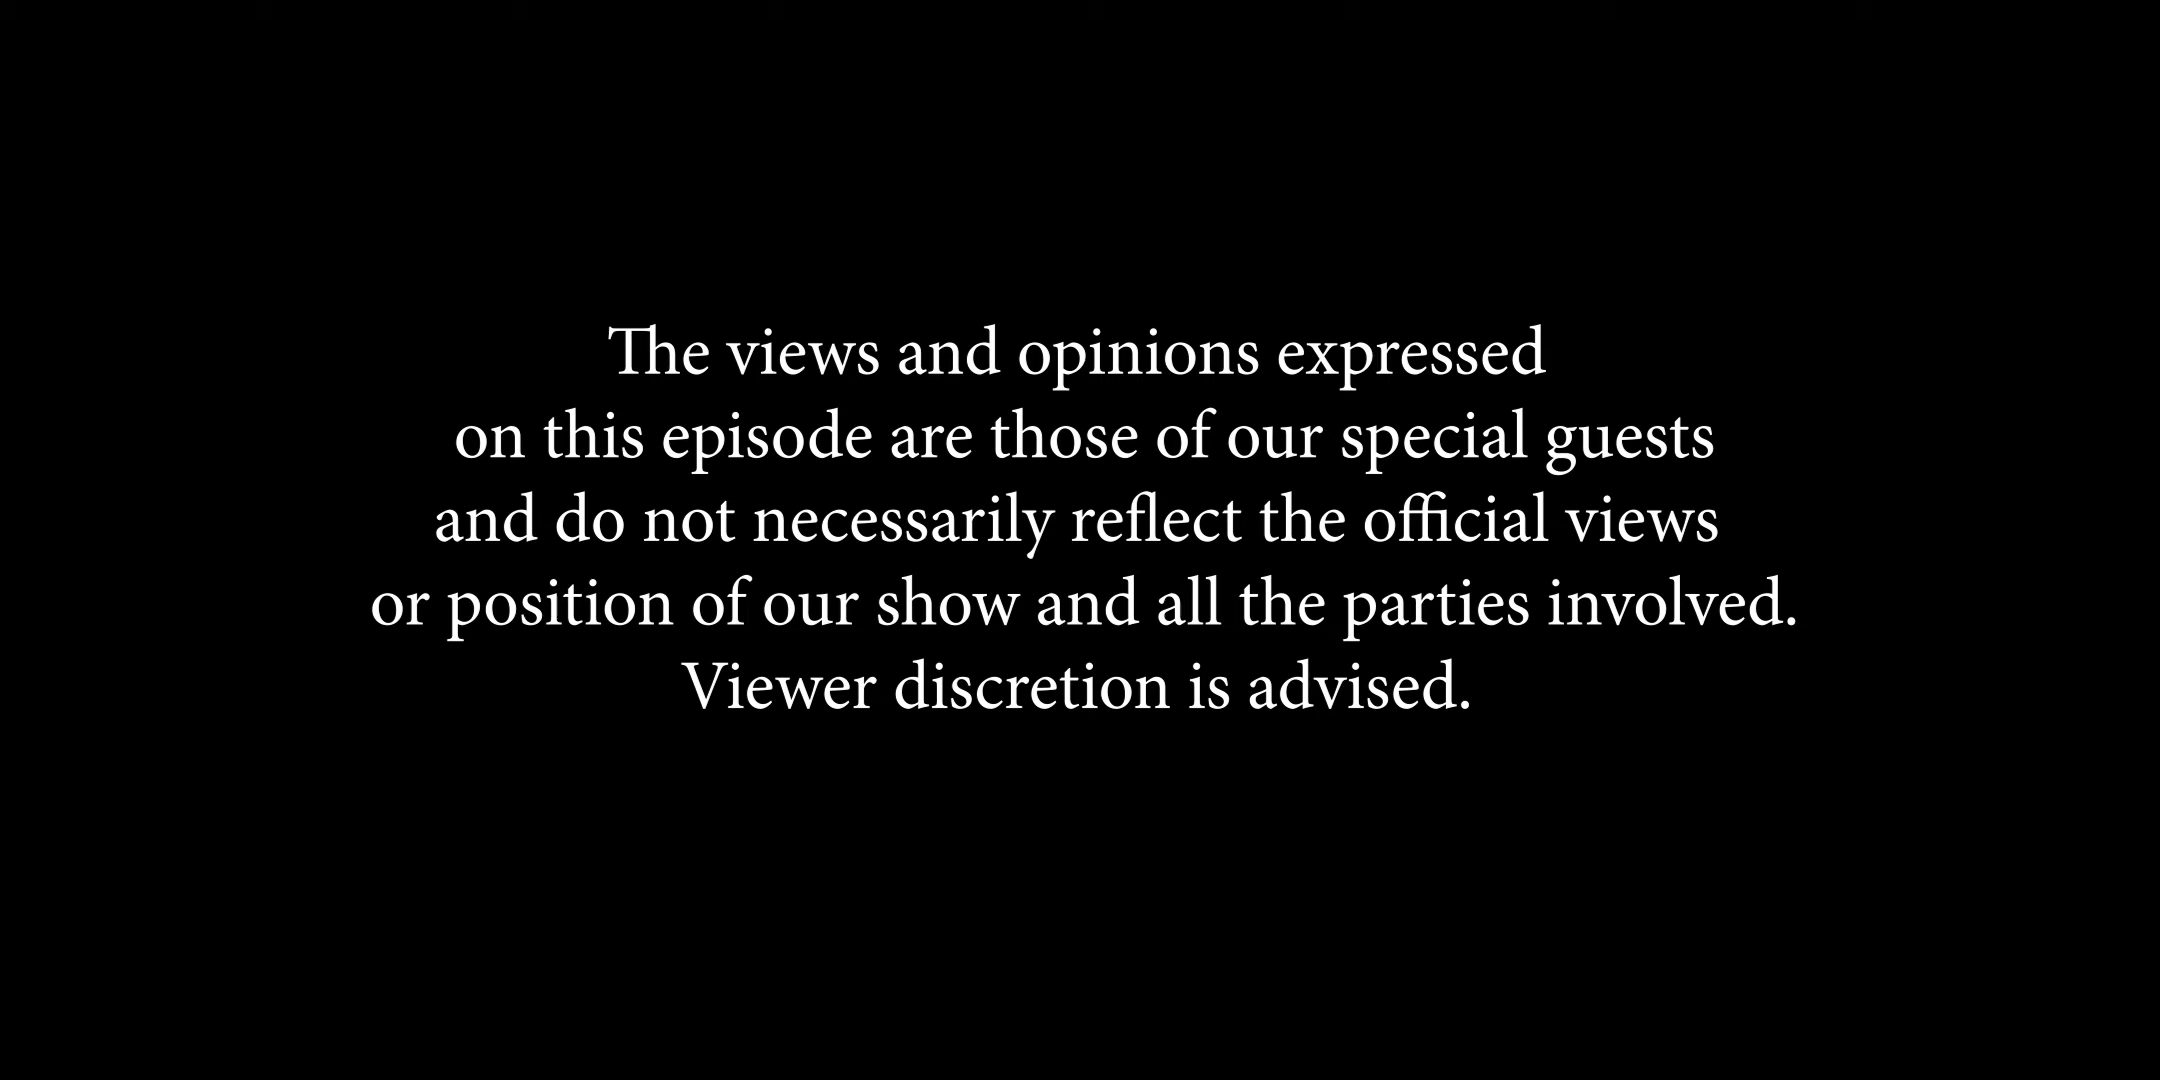 The views and opinions expressed
on this episode are those of our special guests
and do not necessarily reflect the official views
or position of our show and all the parties involved.
Viewer discretion is advised.